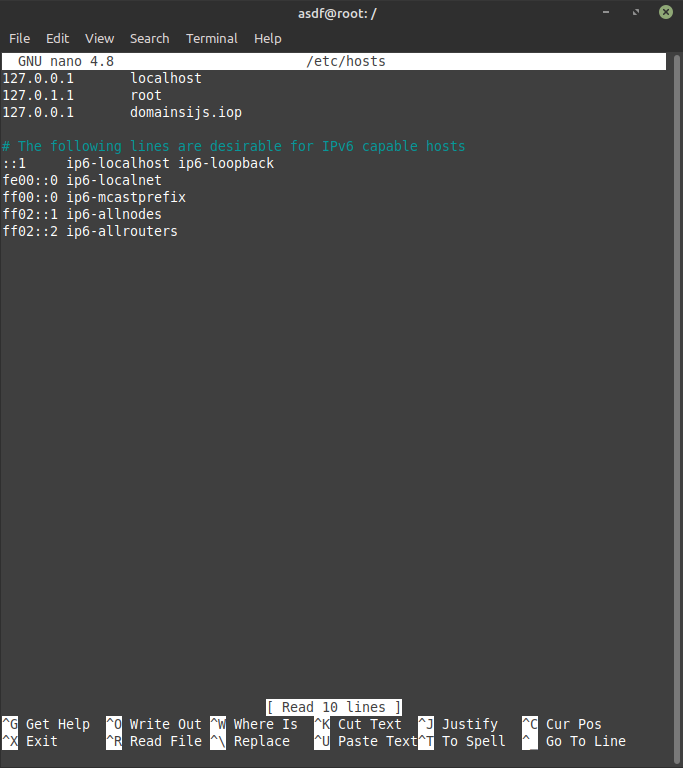 asdf@root: /
File Edit View Search Terminal Help
GNU nano 4.8 /etc/hosts
127.0.0.1 localhost
127.0.1.1 root
127.0.0.1 domainsijs.iop
# The following lines are desirable for IPv6 capable hosts
::1 ip6-localhost ip6-loopback
fe00::0 ip6-localnet
ff00::0 ip6-mcastprefix
ff02::1 ip6-allnodes
ff02::2 ip6-allrouters
[ Read 10 lines ]
^G Get Help ^O Write Out ^W Where Is ^K Cut Text ^J Justify ^C Cur Pos
^X Exit ^R Read File ^\ Replace ^U Paste Text^T To Spell ^_ Go To Line